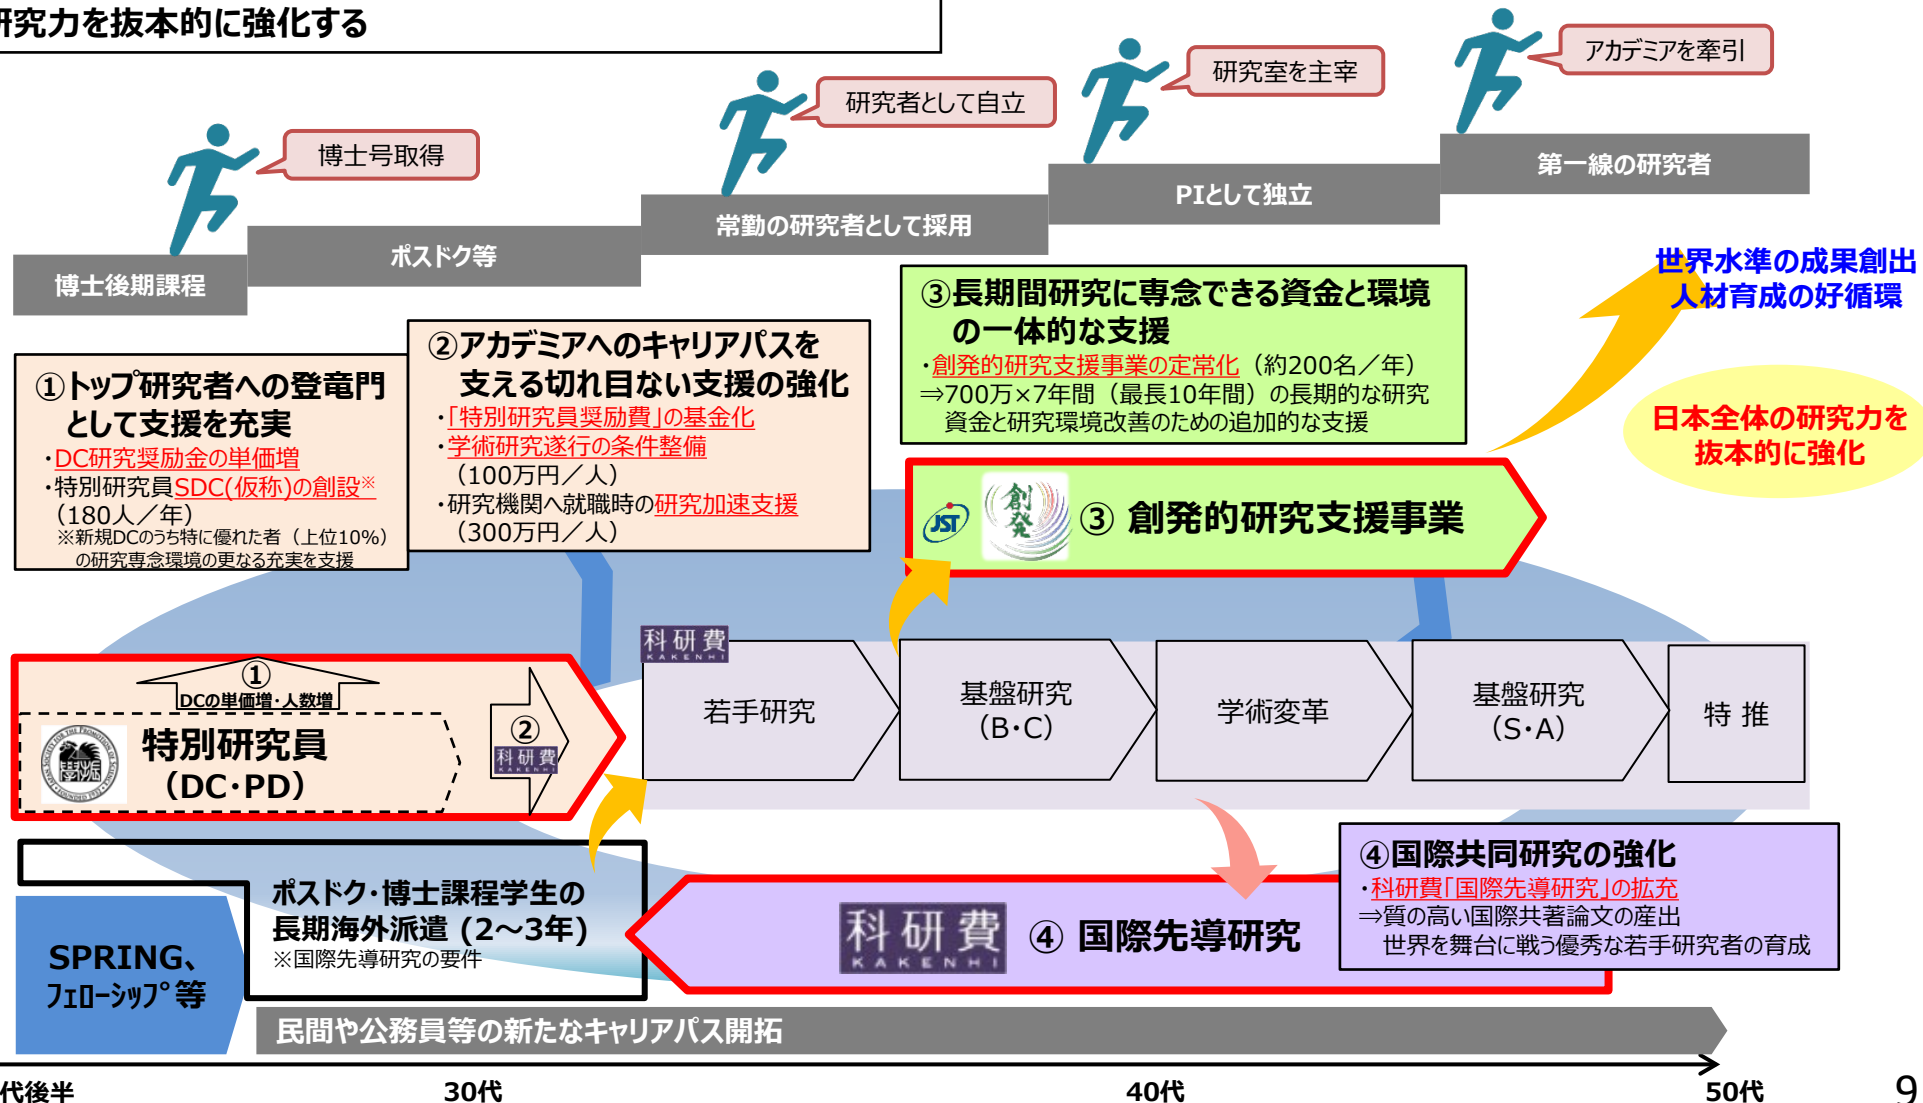 研究力を抜本的に強化する
アカデミアを牽引
研究室を主宰
研究者として自立
博士号取得
第一線の研究者
PIとして独立
常勤の研究者として採用
ポスドク等
博士後期課程
世界水準の成果創出
人材育成の好循環
日本全体の研究力を
抜本的に強化
①トップ研究者への登竜門
として支援を充実
・DC研究奨励金の単価増
・特別研究員SDC(仮称)の創設※
（180人／年）
※新規DCのうち特に優れた者（上位10%）
の研究専念環境の更なる充実を支援
②アカデミアへのキャリアパスを
支える切れ目ない支援の強化
・「特別研究員奨励費」の基金化
・学術研究遂行の条件整備
（100万円／人）
・研究機関へ就職時の研究加速支援
（300万円／人）
③長期間研究に専念できる資金と環境
の一体的な支援
・創発的研究支援事業の定常化（約200名／年）
⇒700万×7年間（最長10年間）の長期的な研究
資金と研究環境改善のための追加的な支援
JST
創発
③ 創発的研究支援事業
①
DCの単価増・人数増
特別研究員
（DC・PD）
②
科研費
KAKENHI
科研費
KAKENHI
若手研究
基盤研究
（B・C）
学術変革
基盤研究
（S・A）
特 推
④国際共同研究の強化
・科研費「国際先導研究」の拡充
⇒質の高い国際共著論文の産出
世界を舞台に戦う優秀な若手研究者の育成
ポスドク・博士課程学生の
長期海外派遣 (2～3年)
※国際先導研究の要件
科研費
KAKENHI
④ 国際先導研究
SPRING、
ﾌｪﾛｰｼｯﾌﾟ等
民間や公務員等の新たなキャリアパス開拓
代後半
30代
40代
50代
9